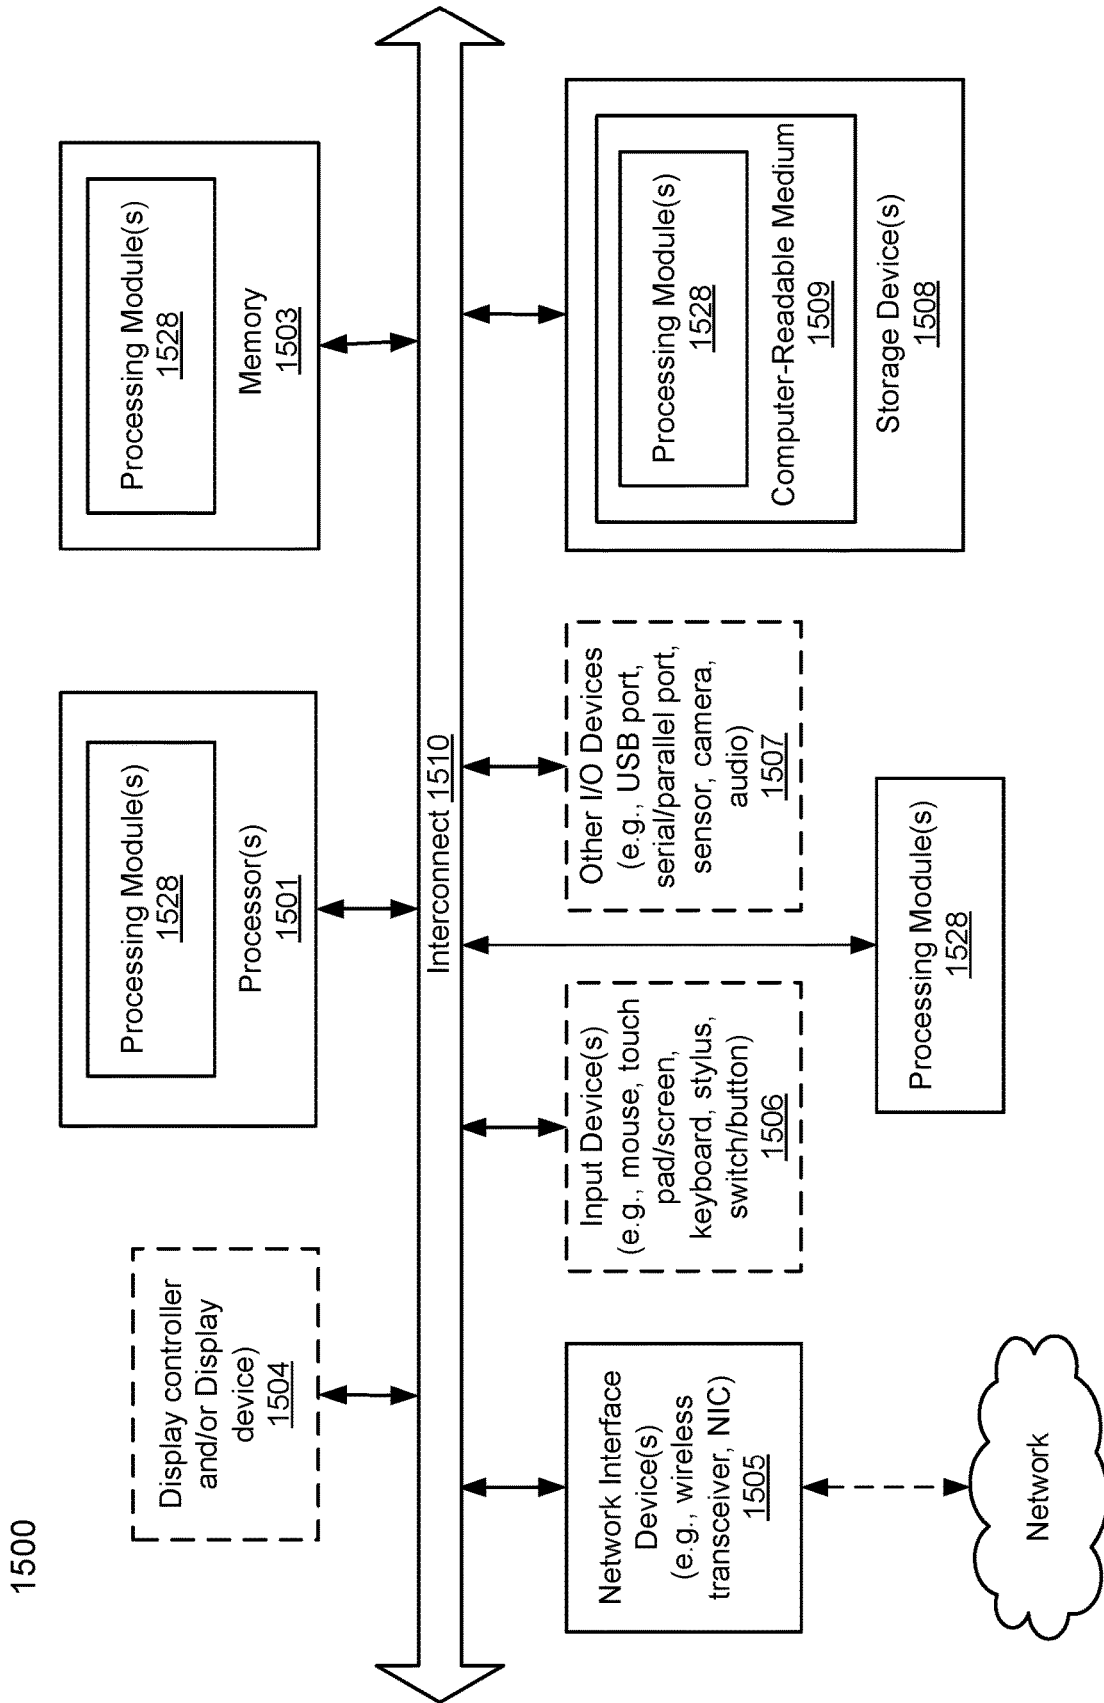 1500
Display controller
and/or Display
device)
1504
Processing Module(s)
1528
Processor(s)
1501
Processing Module(s)
1528
Memory
1503
Interconnect 1510
Network Interface
Device(s)
(e.g., wireless
transceiver, NIC)
1505
Input Device(s)
(e.g., mouse, touch
pad/screen,
keyboard, stylus,
switch/button)
1506
Other I/O Devices
(e.g., USB port,
serial/parallel port,
sensor, camera,
audio)
1507
Processing Module(s)
1528
Computer-Readable Medium
1509
Storage Device(s)
1508
Processing Module(s)
1528
Network